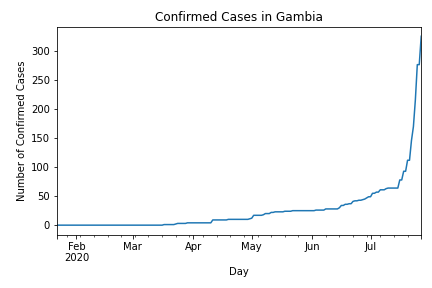 Confirmed Cases in Gambia
Number of Confirmed Cases
300
250
200
150
100
50
0
Feb Mar Apr May Jun Jul
2020
Day